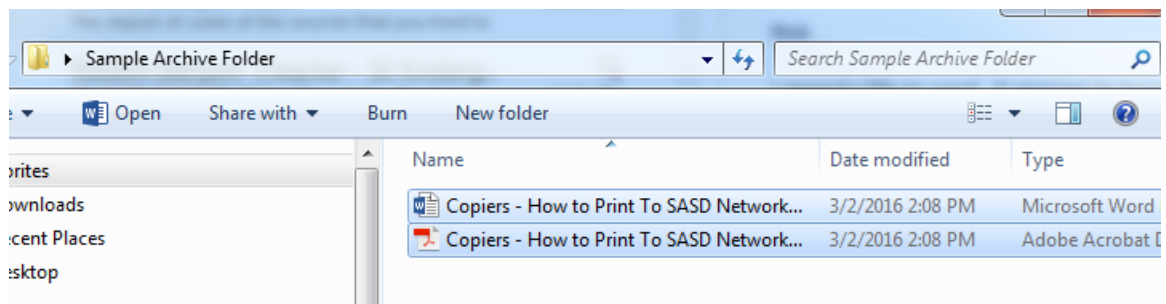 Sample Archive Folder Search Sample Archive Folder
Open Share with Burn New folder
Name Date modified Type
orites
ownloads
ecent Places
esktop
Copiers - How to Print To SASD Network... 3/2/2016 2:08 PM Microsoft Word
Copiers - How to Print To SASD Network... 3/2/2016 2:08 PM Adobe Acrobat D